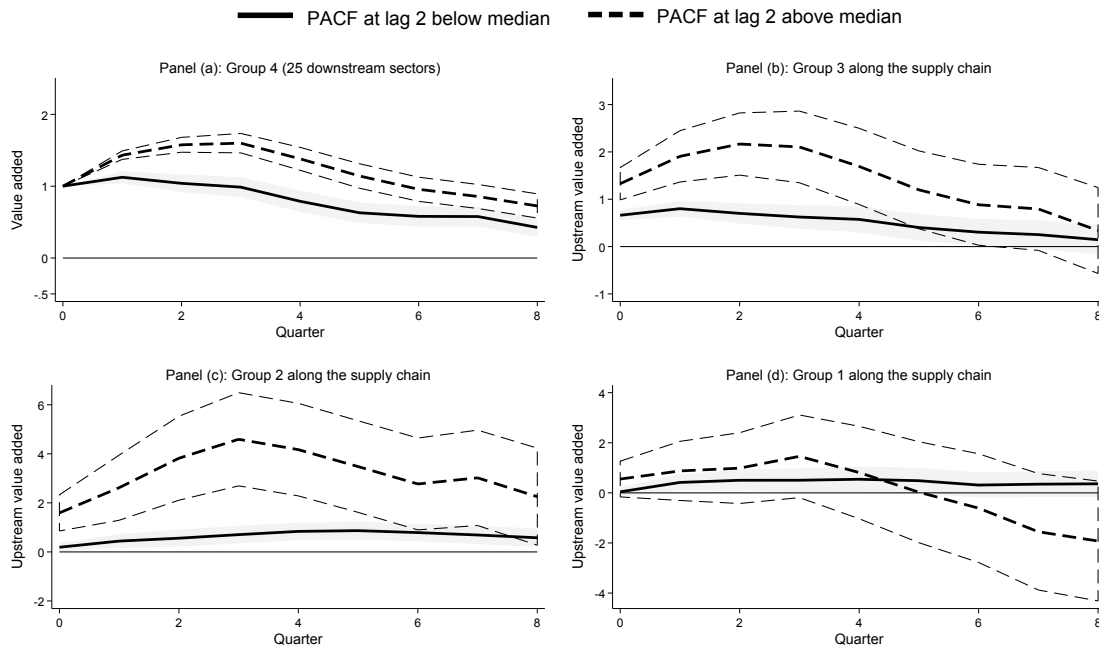 PACF at lag 2 below median PACF at lag 2 above median
Panel (a): Group 4 (25 downstream sectors)
Value added
2
1
0
-.5
0 2 4 6 8
Quarter
Panel (b): Group 3 along the supply chain
Upstream value added
3
2
1
0
-1
0 2 4 6 8
Quarter
Panel (c): Group 2 along the supply chain
Upstream value added
6
4
2
0
-2
0 2 4 6 8
Quarter
Panel (d): Group 1 along the supply chain
Upstream value added
4
2
0
-2
-4
0 2 4 6 8
Quarter